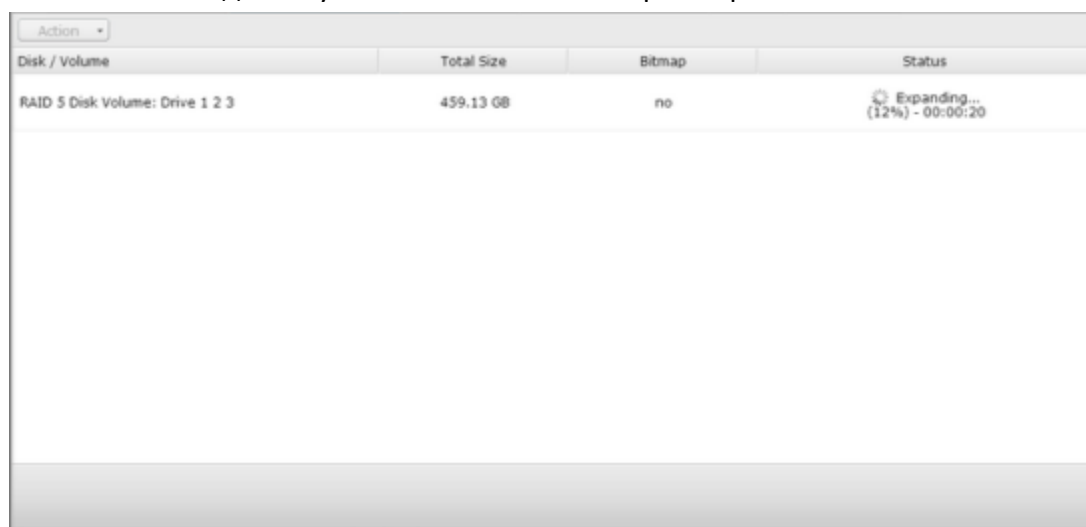 Action
Disk / Volume Total Size Bitmap Status
RAID 5 Disk Volume: Drive 1 2 3 459.13 GB no Expanding...
(12%) - 00:00:20